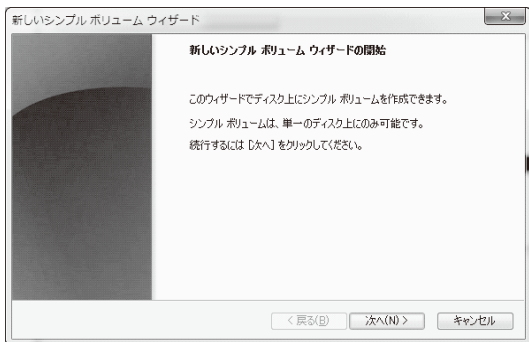 新しいシンプル ボリューム ウィザード
新しいシンプル ボリューム ウィザードの開始
このウィザードでディスク上にシンプル ボリュームを作成できます。
シンプル ボリュームは、単一のディスク上にのみ可能です。
続行するには [次へ] をクリックしてください。
< 戻る(B) 次へ(N) > キャンセル